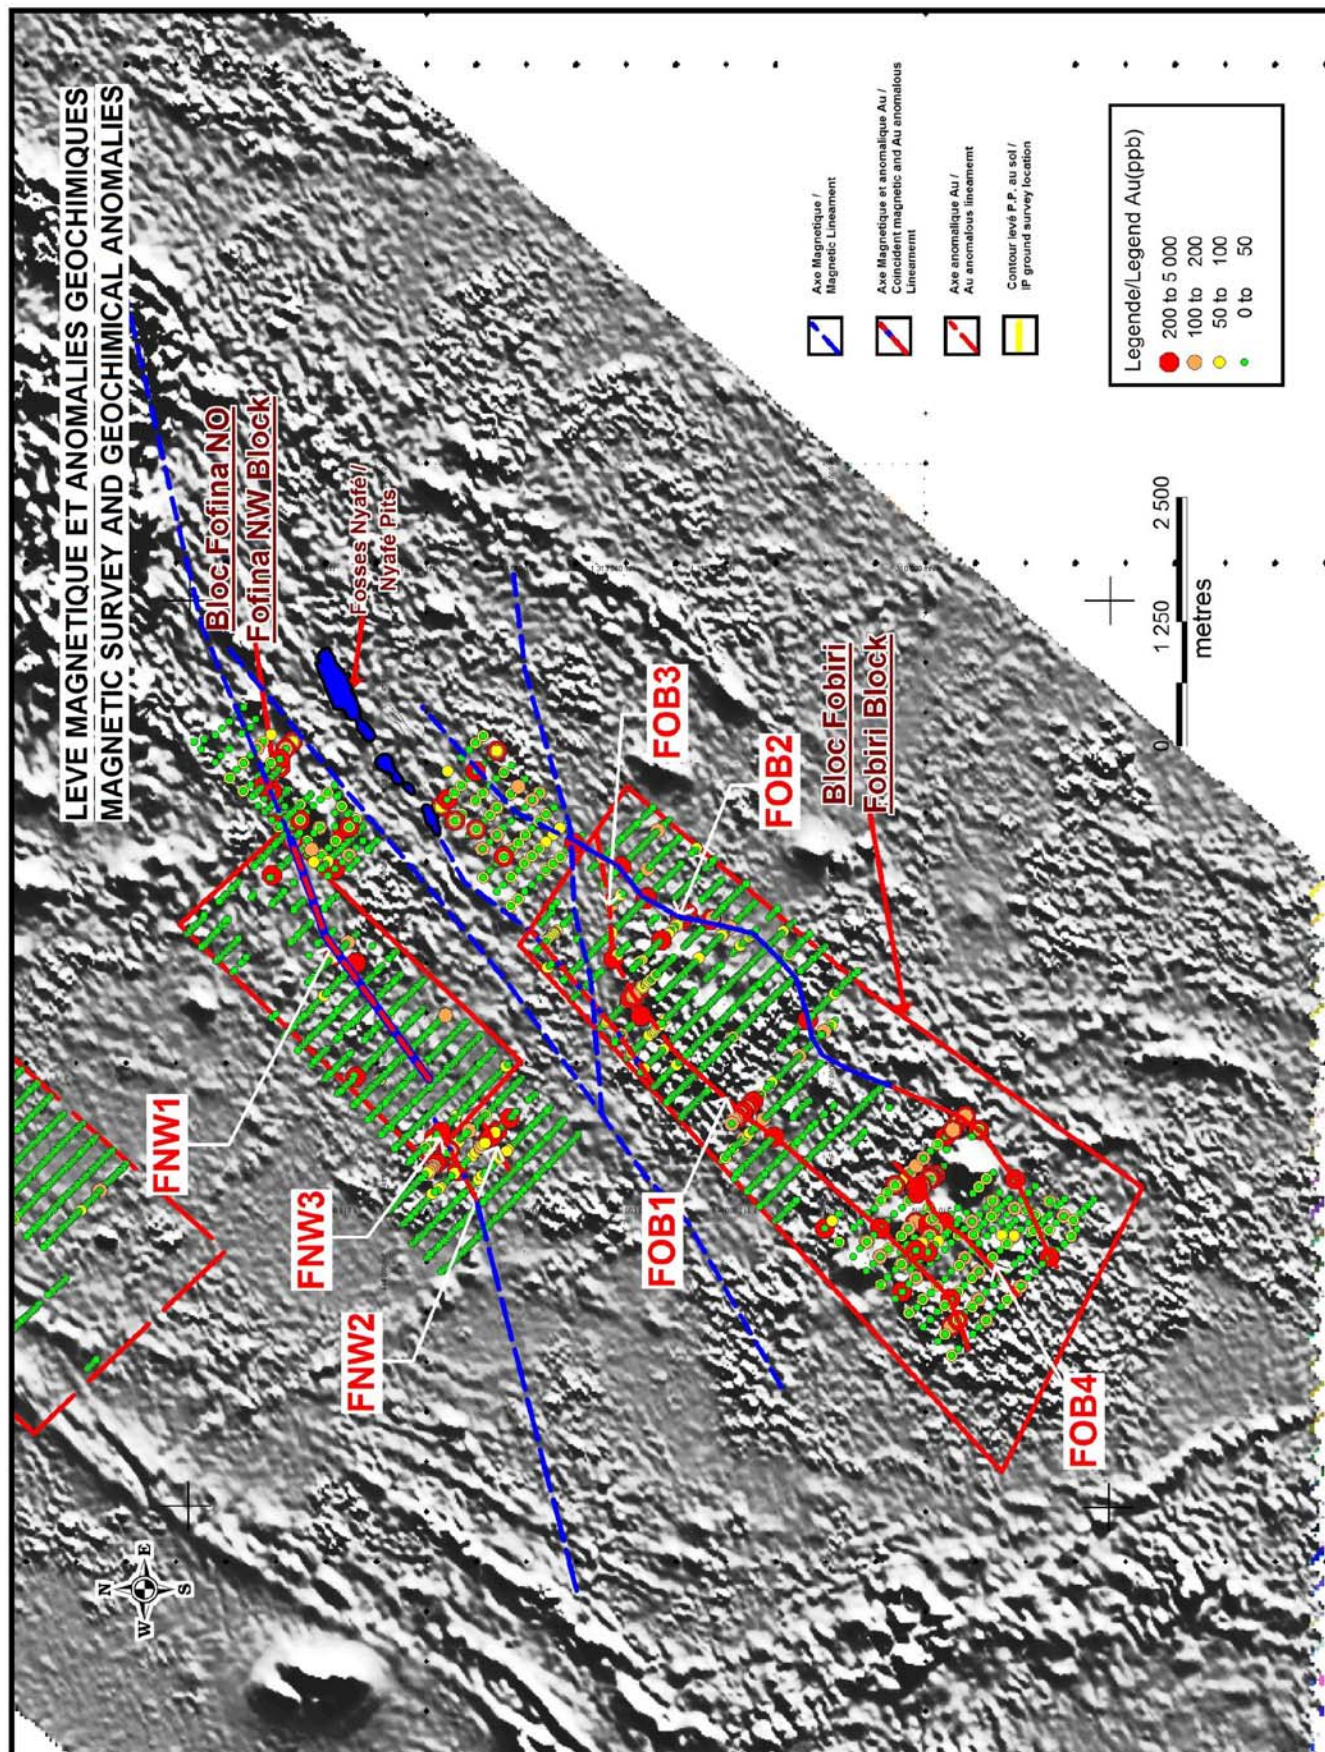 LEVE MAGNETIQUE ET ANOMALIES GEOCHIMIQUES
MAGNETIC SURVEY AND GEOCHEMICAL ANOMALIES
Bloc Fofina NO
Fofina NW Block
Fosses Nyafé/
Nyafe Pits
FNW1
FNW3
FNW2
FOB3
FOB2
FOB1
Bloc Fobiri
Fobiri Block
FOB4
N
W
E
S
Axe Magnetique /
Magnetic Lineament
Axe Magnetique et anomalique Au /
Coincident magnetic and Au anomalous
Linearnemt
Axe anomalique Au /
Au anomalous linearnemt
Contour levé P.P. au sol /
IP ground survey location
Legende/Legend Au(ppb)
200 to 5 000
100 to 200
50 to 100
0 to 50
0 1 250 2 500
metres